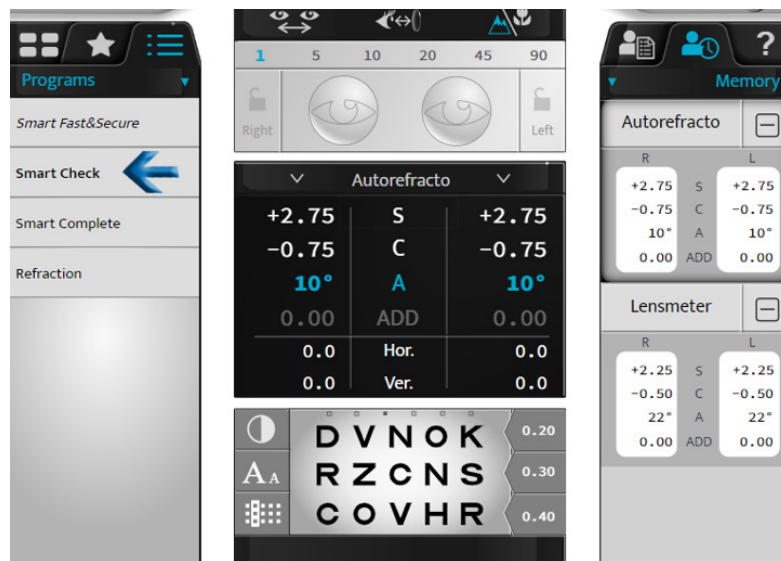 Programs
Smart Fast&Secure
Smart Check
Smart Complete
Refraction
1 5 10 20 45 90
Right Left
Autorefracto
+2.75 S +2.75
-0.75 C -0.75
10° A 10°
0.00 ADD 0.00
0.0 Hor. 0.0
0.0 Ver. 0.0
D V N O K 0.20
AA R Z C N S 0.30
C O V H R 0.40
?
Memory
Autorefracto
R L
+2.75 S +2.75
-0.75 C -0.75
10° A 10°
0.00 ADD 0.00
Lensmeter
R L
+2.25 S +2.25
-0.50 C -0.50
22° A 22°
0.00 ADD 0.00